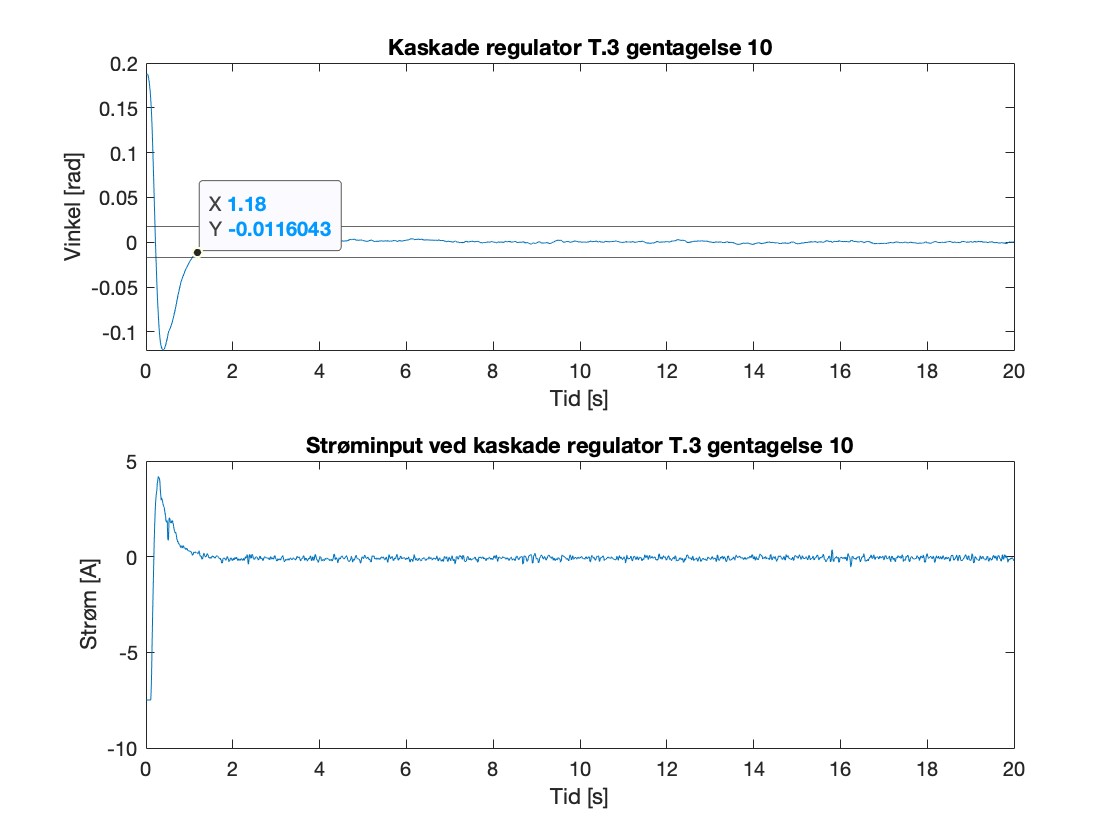 Kaskade regulator T.3 gentagelse 10
0.2
0.15
0.1
0.05
0
-0.05
-0.1
Vinkel [rad]
X 1.18
Y -0.0116043
0 2 4 6 8 10 12 14 16 18 20
Tid [s]
Strøminput ved kaskade regulator T.3 gentagelse 10
5
0
-5
-10
Strøm [A]
0 2 4 6 8 10 12 14 16 18 20
Tid [s]